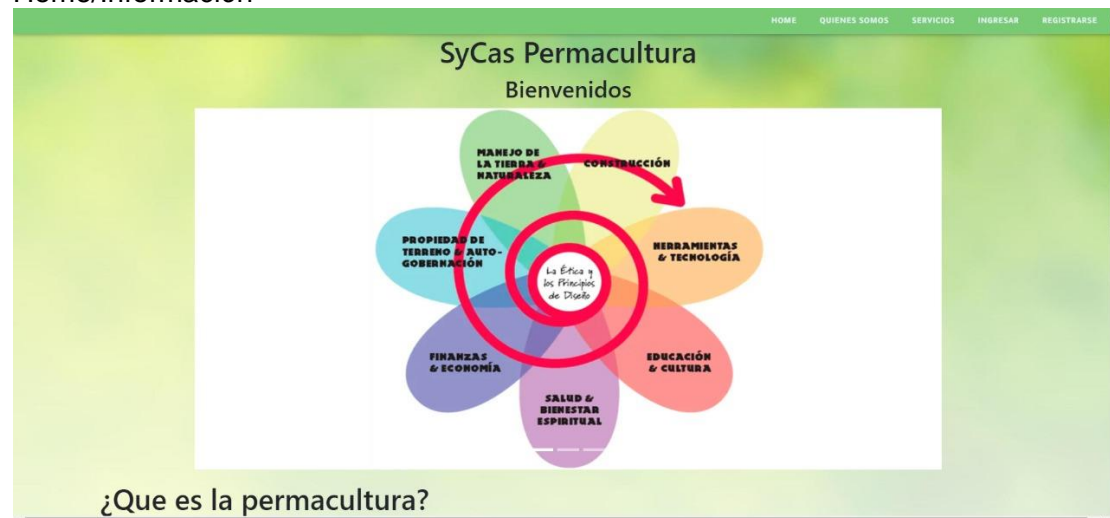 Home/Información
HOME QUIENES SOMOS SERVICIOS INGRESAR REGISTRARSE
SyCas Permacultura
Bienvenidos
MANEJO DE
LA TIERRA &
NATURALEZA
CONSTRUCCIÓN
PROPIEDAD DE
TERRENO & AUTO-
GOBERNACIÓN
HERRAMIENTAS
& TECNOLOGÍA
La Ética y
los Principios
de Diseño
FINANZAS
& ECONOMÍA
EDUCACIÓN
& CULTURA
SALUD &
BIENESTAR
ESPIRITUAL
¿Que es la permacultura?